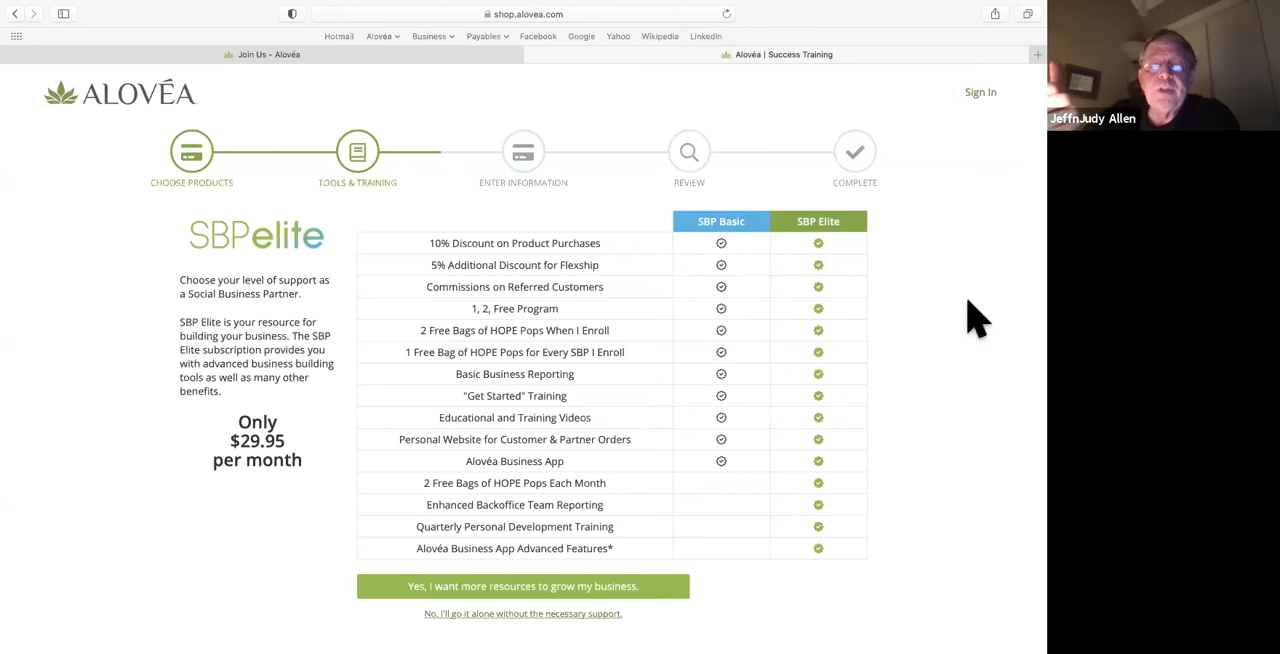 shop.alovea.com
Hotmail Alovéa Business Payables Facebook Google Yahoo Wikipedia LinkedIn
Join Us - Alovéa
Alovéa | Success Training
ALOVÉA
Sign In
JeffnJudy Allen
CHOOSE PRODUCTS
TOOLS & TRAINING
ENTER INFORMATION
REVIEW
COMPLETE
SBPelite
Choose your level of support as
a Social Business Partner.
SBP Elite is your resource for
building your business. The SBP
Elite subscription provides you
with advanced business building
tools as well as many other
benefits.
Only
$29.95
per month
SBP Basic SBP Elite
10% Discount on Product Purchases
5% Additional Discount for Flexship
Commissions on Referred Customers
1, 2, Free Program
2 Free Bags of HOPE Pops When I Enroll
1 Free Bag of HOPE Pops for Every SBP I Enroll
Basic Business Reporting
"Get Started" Training
Educational and Training Videos
Personal Website for Customer & Partner Orders
Alovéa Business App
2 Free Bags of HOPE Pops Each Month
Enhanced Backoffice Team Reporting
Quarterly Personal Development Training
Alovéa Business App Advanced Features*
Yes, I want more resources to grow my business.
No, I'll go it alone without the necessary support.